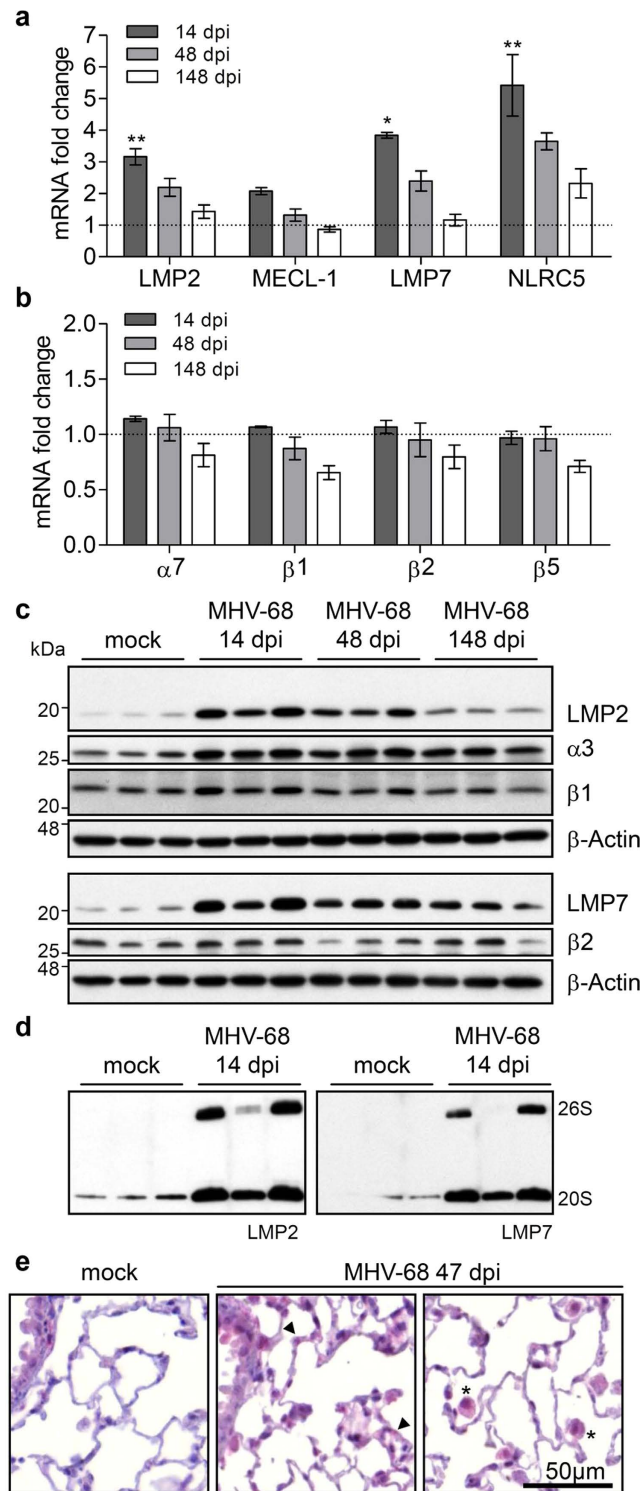 a
14 dpi
48 dpi
148 dpi
mRNA fold change
7
6
5
4
3
2
1
0
**
*
**
LMP2 MECL-1 LMP7 NLRC5
b
14 dpi
48 dpi
148 dpi
mRNA fold change
2.0
1.5
1.0
0.5
0.0
α7 β1 β2 β5
c
MHV-68 MHV-68 MHV-68
kDa mock 14 dpi 48 dpi 148 dpi
20 LMP2
25 α3
20 β1
48 β-Actin
20 LMP7
25 β2
48 β-Actin
d
MHV-68 MHV-68
mock 14 dpi mock 14 dpi
26S
20S
LMP2 LMP7
e
mock MHV-68 47 dpi
*
*
50µm